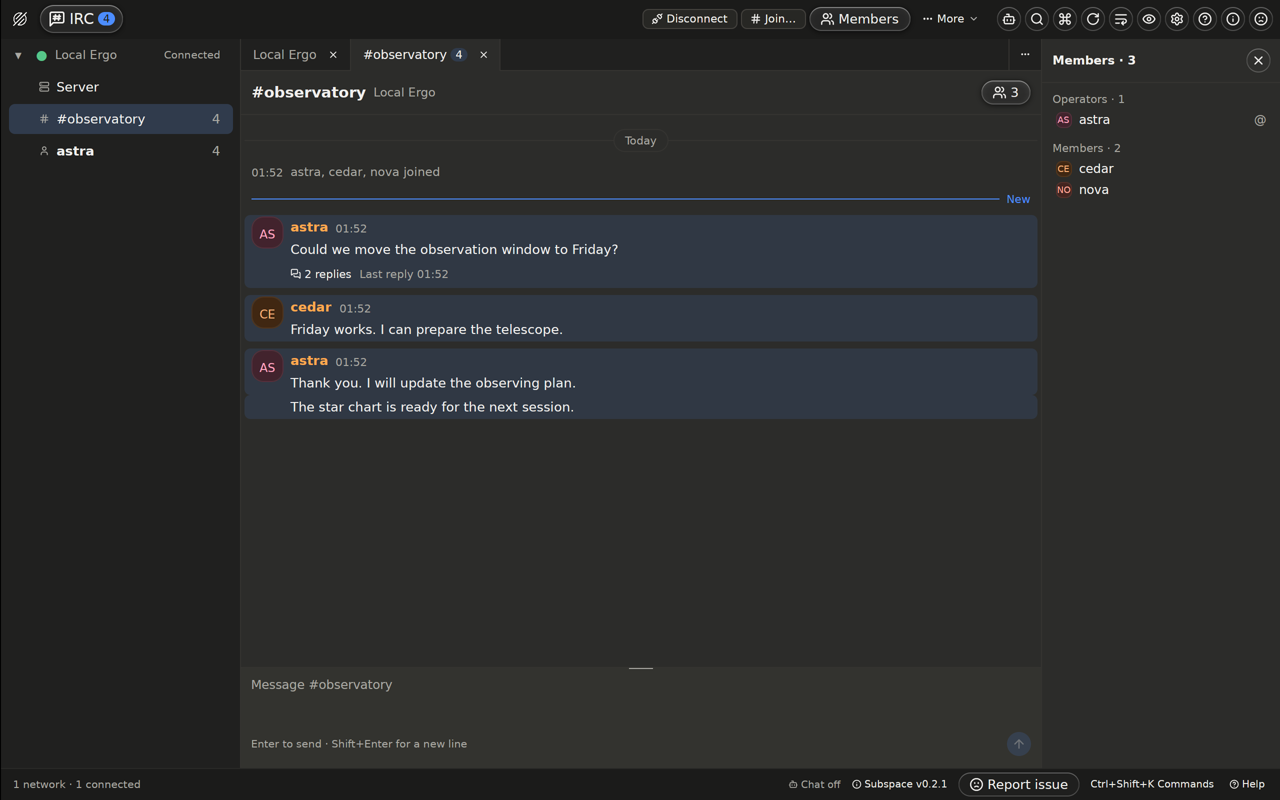 IRC 4
Disconnect
# Join...
Members
··· More
▼ Local Ergo Connected
Server
# #observatory 4
astra 4
Local Ergo ✕
#observatory 4 ✕
···
#observatory Local Ergo
3
Today
01:52 astra, cedar, nova joined
New
AS astra 01:52
Could we move the observation window to Friday?
2 replies Last reply 01:52
CE cedar 01:52
Friday works. I can prepare the telescope.
AS astra 01:52
Thank you. I will update the observing plan.
The star chart is ready for the next session.
Message #observatory
Enter to send · Shift+Enter for a new line
Members · 3
Operators · 1
AS astra @
Members · 2
CE cedar
NO nova
1 network · 1 connected
Chat off
Subspace v0.2.1
Report issue
Ctrl+Shift+K Commands
Help